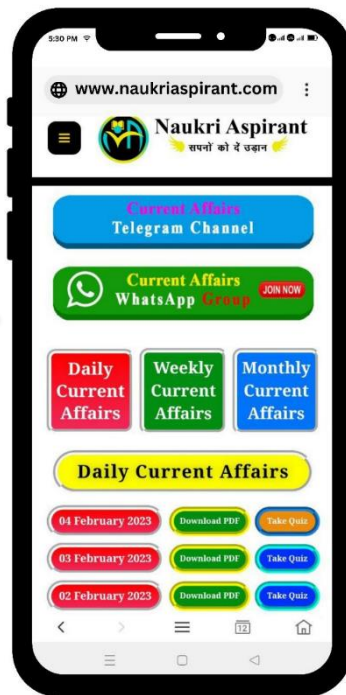 5:30 PM
www.naukriaspirant.com
Naukri Aspirant
सपनों को दें उड़ान
Current Affairs
Telegram Channel
Current Affairs
WhatsApp Group JOIN NOW
Daily Current Affairs
Weekly Current Affairs
Monthly Current Affairs
Daily Current Affairs
04 February 2023 Download PDF Take Quiz
03 February 2023 Download PDF Take Quiz
02 February 2023 Download PDF Take Quiz
12